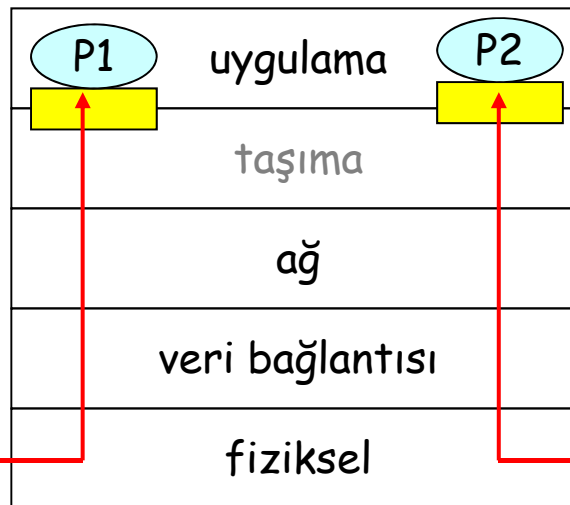 P1 uygulama P2
taşıma
ağ
veri bağlantısı
fiziksel